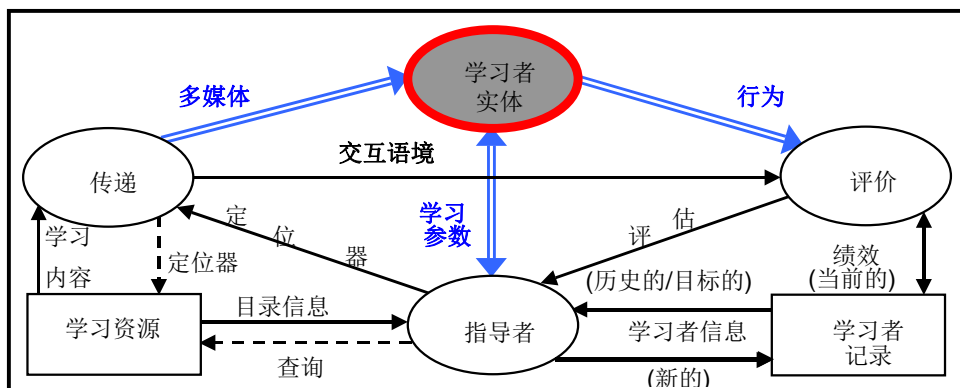 学习者
实体
多媒体
行为
交互语境
传递
评价
学习
参数
定位器
评估
学习
内容
定位器
绩效
(当前的)
(历史的/目标的)
目录信息
学习资源
指导者
学习者信息
学习者
记录
查询
(新的)